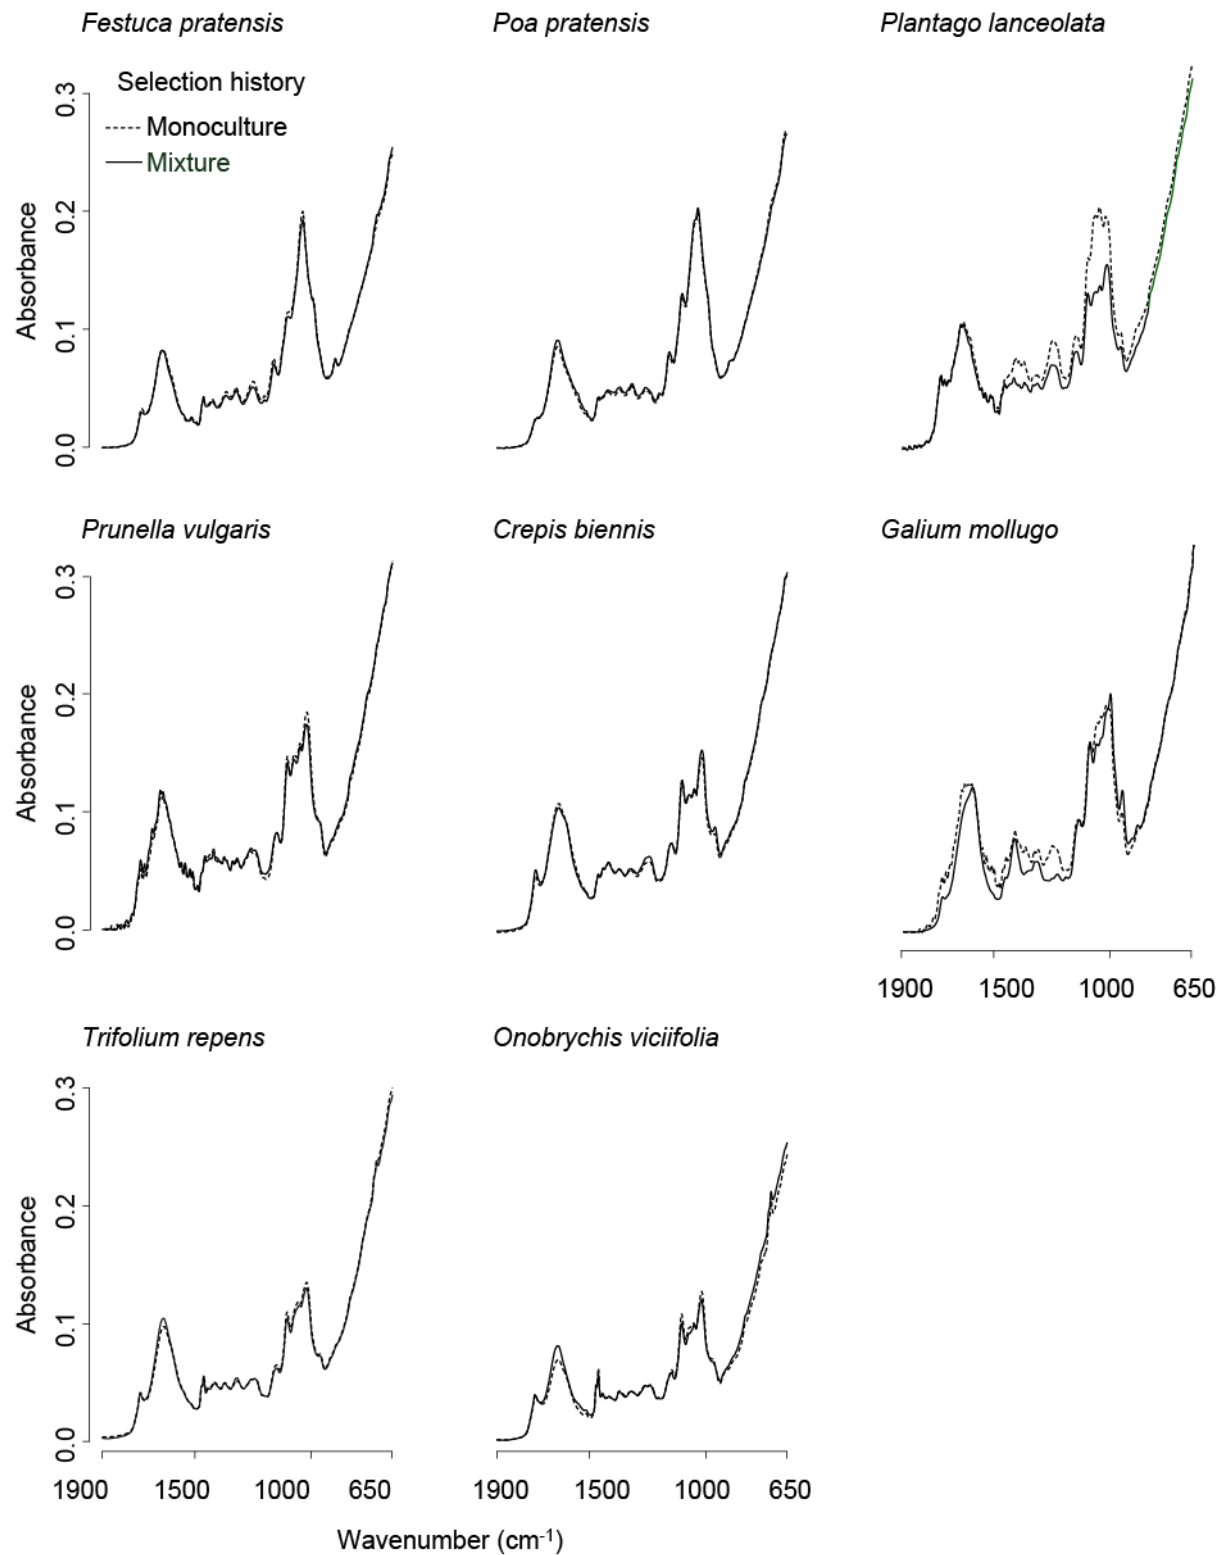 Festuca pratensis
Poa pratensis
Plantago lanceolata
Selection history
Monoculture
Mixture
Absorbance
0.3
0.2
0.1
0.0
Prunella vulgaris
Crepis biennis
Galium mollugo
Absorbance
0.3
0.2
0.1
0.0
1900 1500 1000 650
Trifolium repens
Onobrychis viciifolia
Absorbance
0.3
0.2
0.1
0.0
1900 1500 1000 650
1900 1500 1000 650
Wavenumber (cm⁻¹)